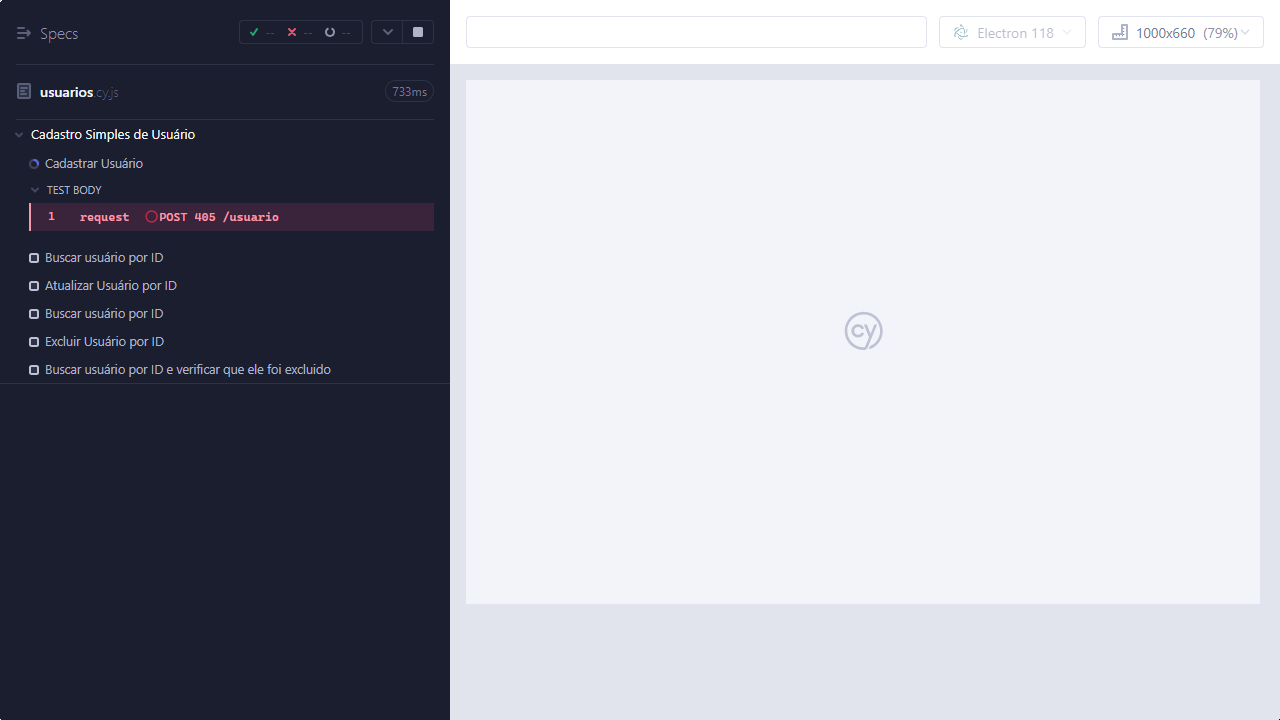 Specs
-- -- --
Electron 118
1000x660 (79%)
usuarios.cy.js
733ms
Cadastro Simples de Usuário
Cadastrar Usuário
TEST BODY
1 request POST 405 /usuario
Buscar usuário por ID
Atualizar Usuário por ID
Buscar usuário por ID
Excluir Usuário por ID
Buscar usuário por ID e verificar que ele foi excluido
cy